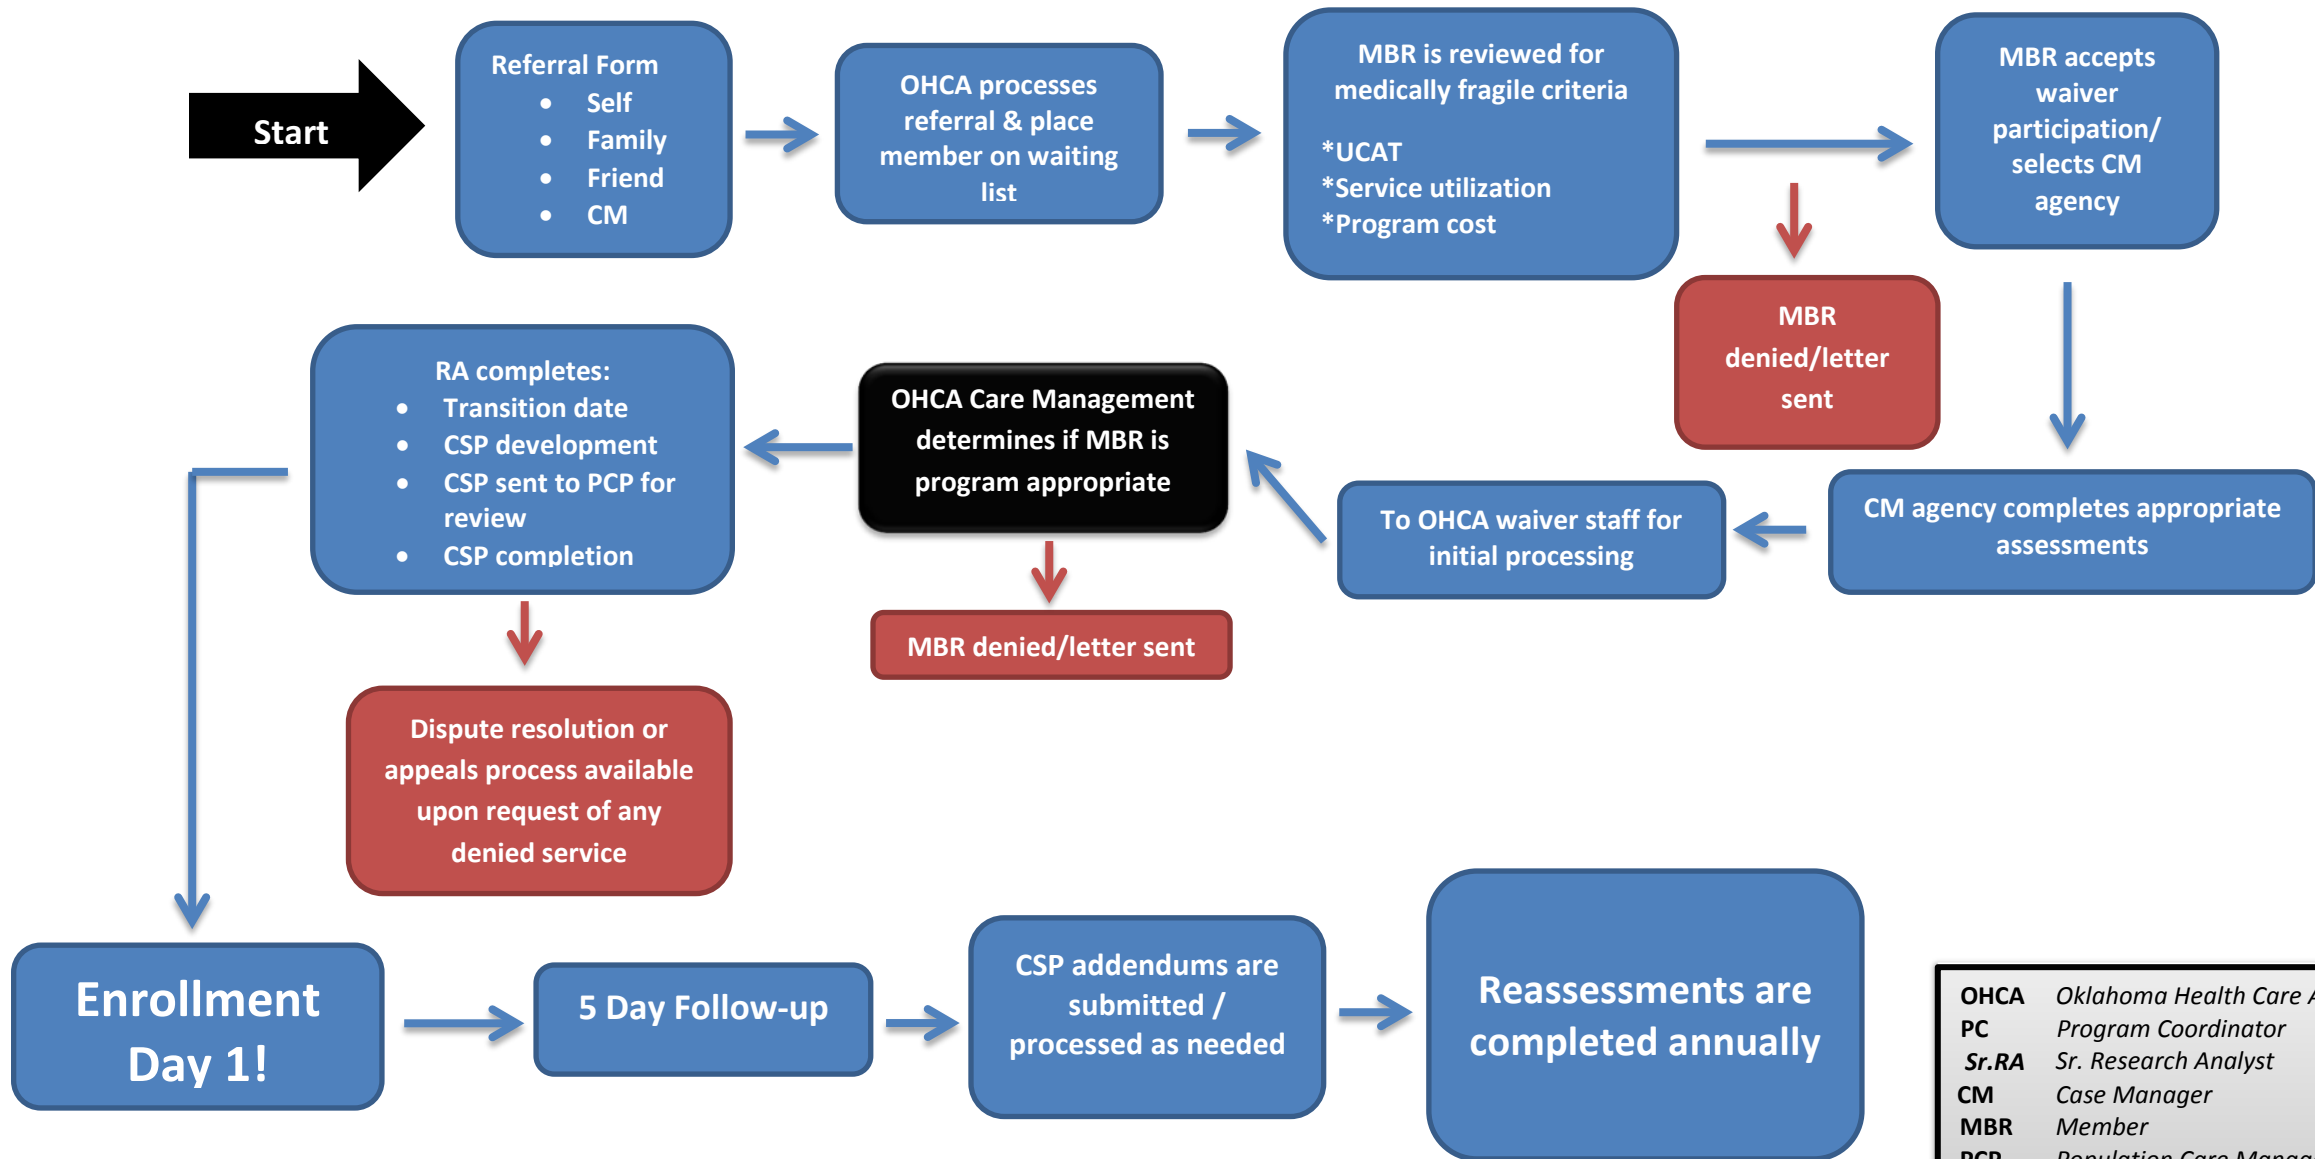 Start
Referral Form
• Self
• Family
• Friend
• CM
OHCA processes
referral & place
member on waiting
list
MBR is reviewed for
medically fragile criteria
*UCAT
*Service utilization
*Program cost
MBR accepts
waiver
participation/
selects CM
agency
MBR
denied/letter
sent
CM agency completes appropriate
assessments
To OHCA waiver staff for
initial processing
OHCA Care Management
determines if MBR is
program appropriate
MBR denied/letter sent
RA completes:
• Transition date
• CSP development
• CSP sent to PCP for
review
• CSP completion
Dispute resolution or
appeals process available
upon request of any
denied service
Enrollment
Day 1!
5 Day Follow-up
CSP addendums are
submitted /
processed as needed
Reassessments are
completed annually
OHCA Oklahoma Health Care
PC Program Coordinator
Sr.RA Sr. Research Analyst
CM Case Manager
MBR Member
PCP Population Care